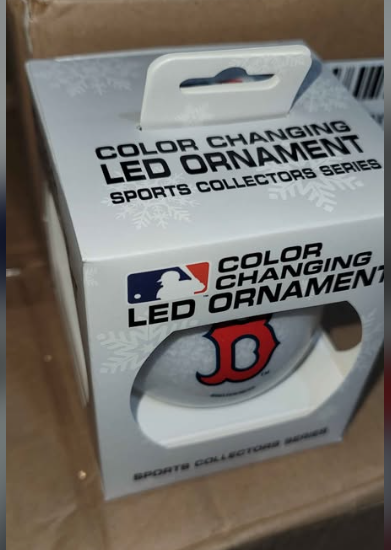 COLOR CHANGING
LED ORNAMENT
SPORTS COLLECTORS SERIES
COLOR
CHANGING
LED ORNAMENT
B
SPORTS COLLECTORS SERIES